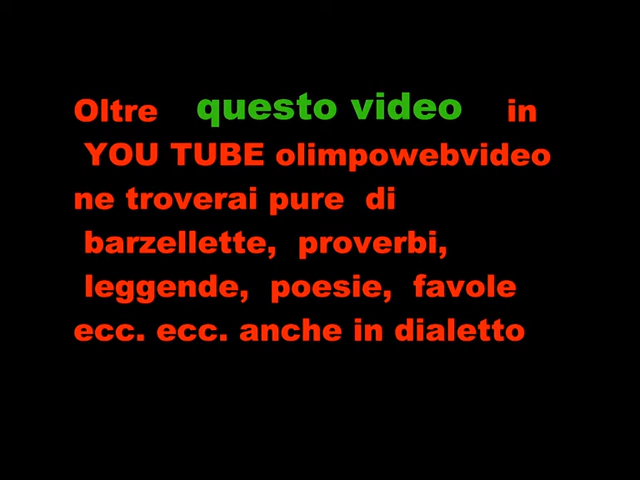 Oltre questo video in
YOU TUBE olimpowebvideo
ne troverai pure di
barzellette, proverbi,
leggende, poesie, favole
ecc. ecc. anche in dialetto